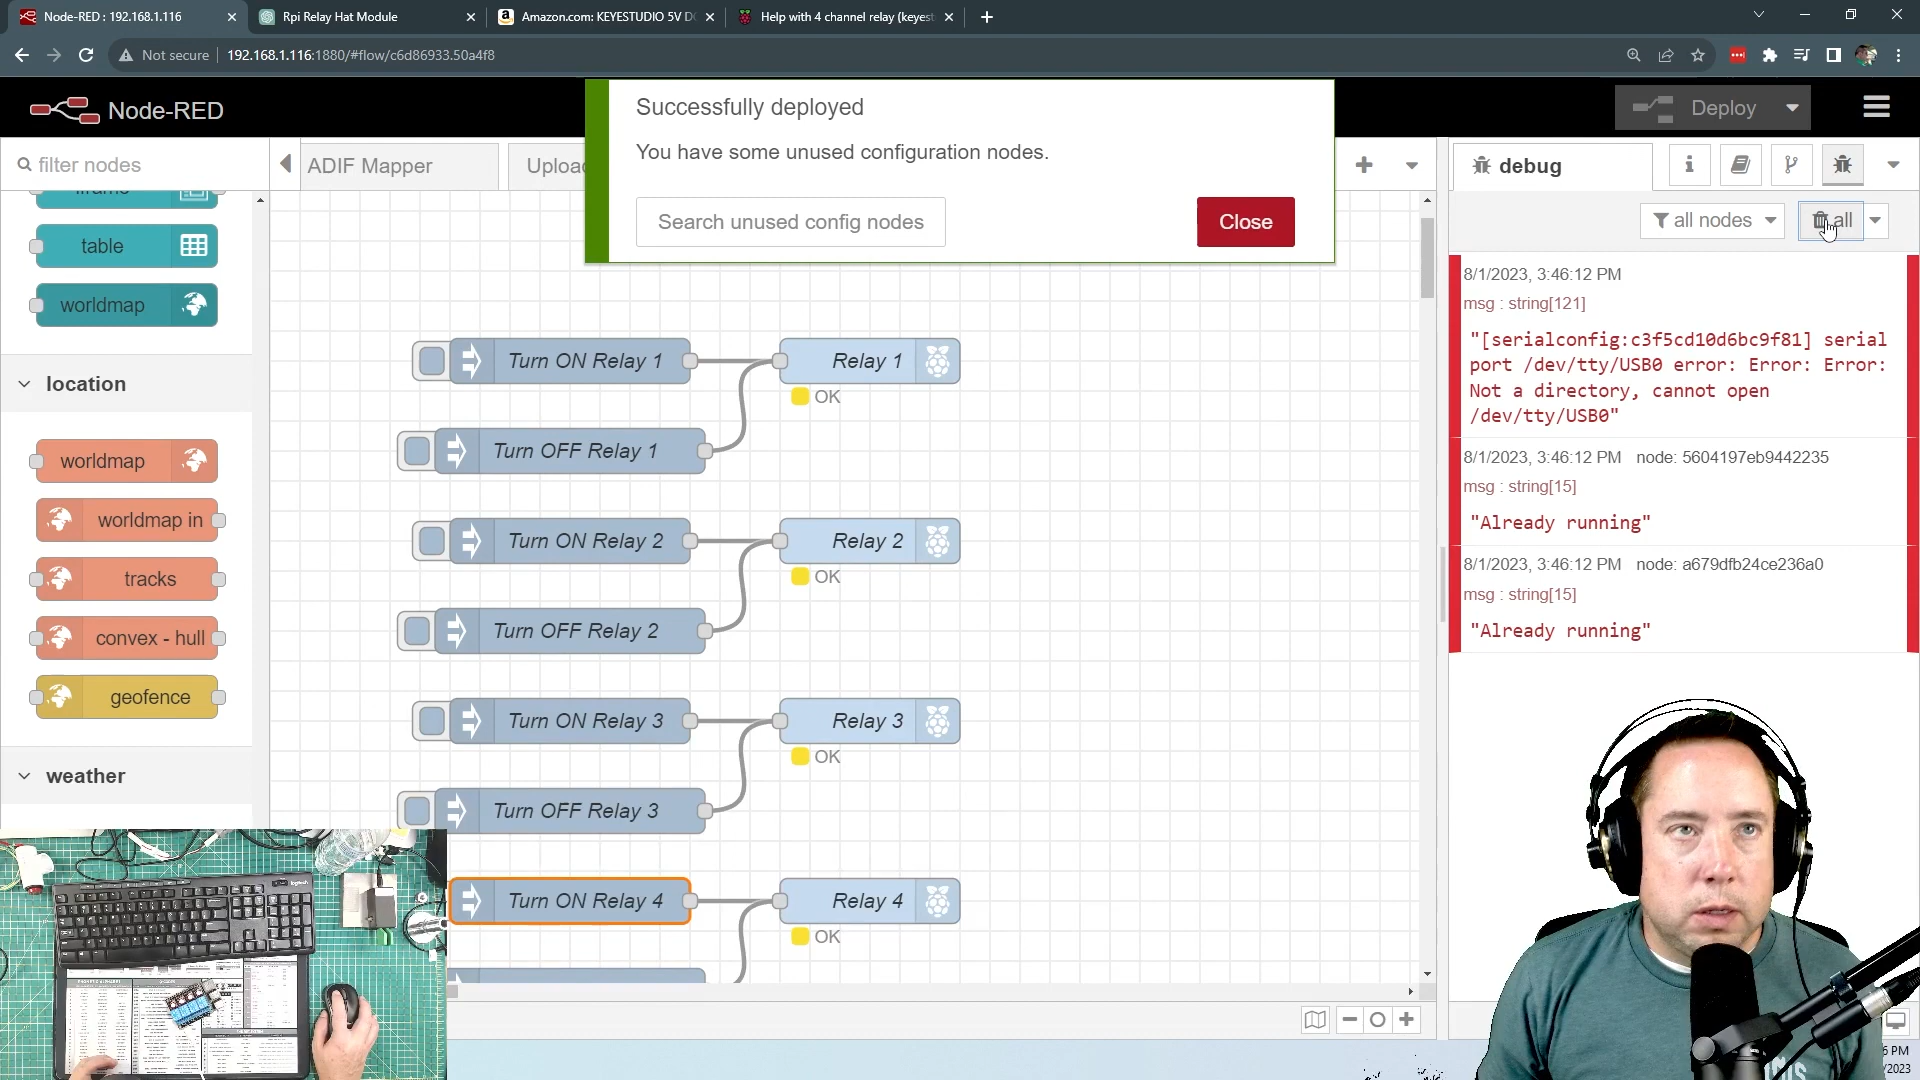 Node-RED : 192.168.1.116
Rpi Relay Hat Module
Amazon.com: KEYESTUDIO 5V DC
Help with 4 channel relay (keyest
Not secure
192.168.1.116:1880/#flow/c6d86933.50a4f8
Node-RED
Successfully deployed
You have some unused configuration nodes.
Search unused config nodes
Close
Deploy
filter nodes
ADIF Mapper
Upload
debug
all nodes
all
iframe
table
worldmap
location
worldmap
worldmap in
tracks
convex - hull
geofence
weather
Turn ON Relay 1
Relay 1
OK
Turn OFF Relay 1
Turn ON Relay 2
Relay 2
OK
Turn OFF Relay 2
Turn ON Relay 3
Relay 3
OK
Turn OFF Relay 3
Turn ON Relay 4
Relay 4
OK
8/1/2023, 3:46:12 PM
msg : string[121]
"[serialconfig:c3f5cd10d6bc9f81] serial
port /dev/tty/USB0 error: Error: Error:
Not a directory, cannot open
/dev/tty/USB0"
8/1/2023, 3:46:12 PM node: 5604197eb9442235
msg : string[15]
"Already running"
8/1/2023, 3:46:12 PM node: a679dfb24ce236a0
msg : string[15]
"Already running"
6 PM
/2023
logitech